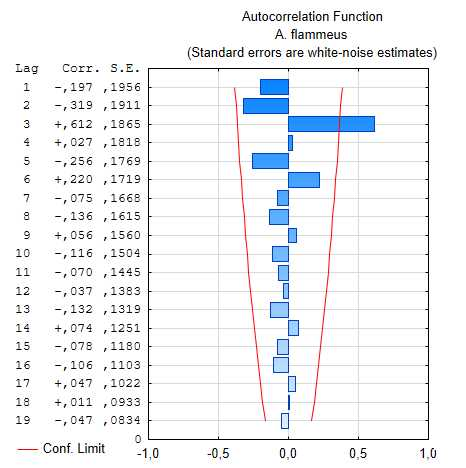 Autocorrelation Function
A. flammeus
(Standard errors are white-noise estimates)
Lag Corr. S.E.
1 -,197 ,1956
2 -,319 ,1911
3 +,612 ,1865
4 +,027 ,1818
5 -,256 ,1769
6 +,220 ,1719
7 -,075 ,1668
8 -,136 ,1615
9 +,056 ,1560
10 -,116 ,1504
11 -,070 ,1445
12 -,037 ,1383
13 -,132 ,1319
14 +,074 ,1251
15 -,078 ,1180
16 -,106 ,1103
17 +,047 ,1022
18 +,011 ,0933
19 -,047 ,0834
0
Conf. Limit
-1,0 -0,5 0,0 0,5 1,0